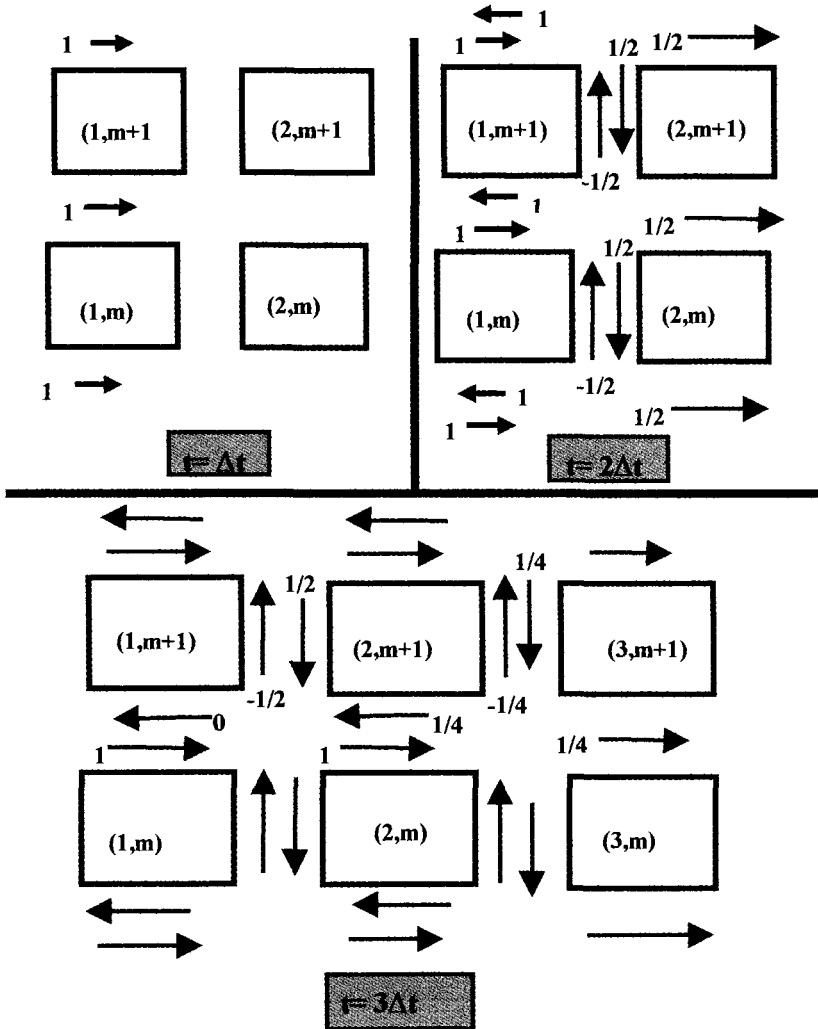 1
(1,m+1
(2,m+1
1
(1,m)
(2,m)
1
t= Δt
1
1
1/2
1/2
(1,m+1)
(2,m+1)
-1/2
1
1
1/2
1/2
(1,m)
(2,m)
-1/2
1
1
1/2
t= 2Δt
1/2
1/4
(1,m+1)
(2,m+1)
(3,m+1)
-1/2
-1/4
0
1/4
1
1
1/4
(1,m)
(2,m)
(3,m)
t= 3Δt